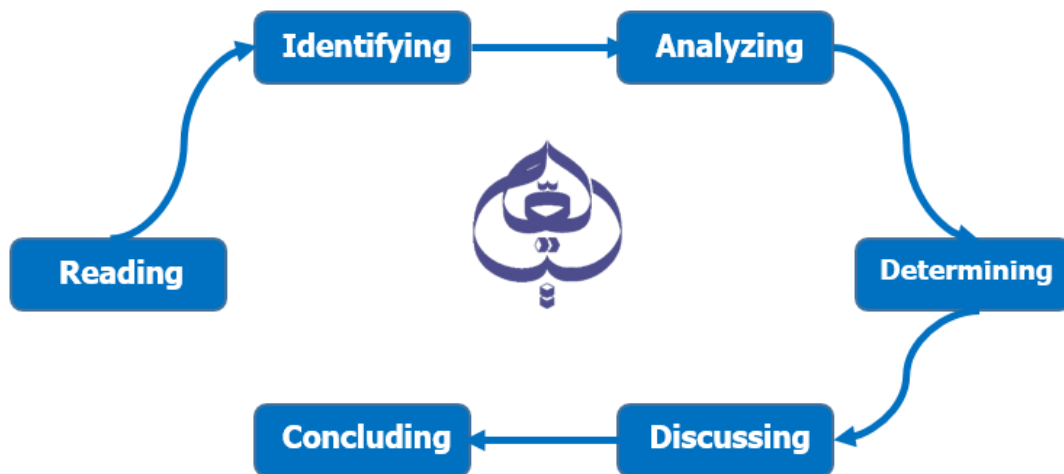 Identifying
Analyzing
Reading
Determining
Concluding
Discussing